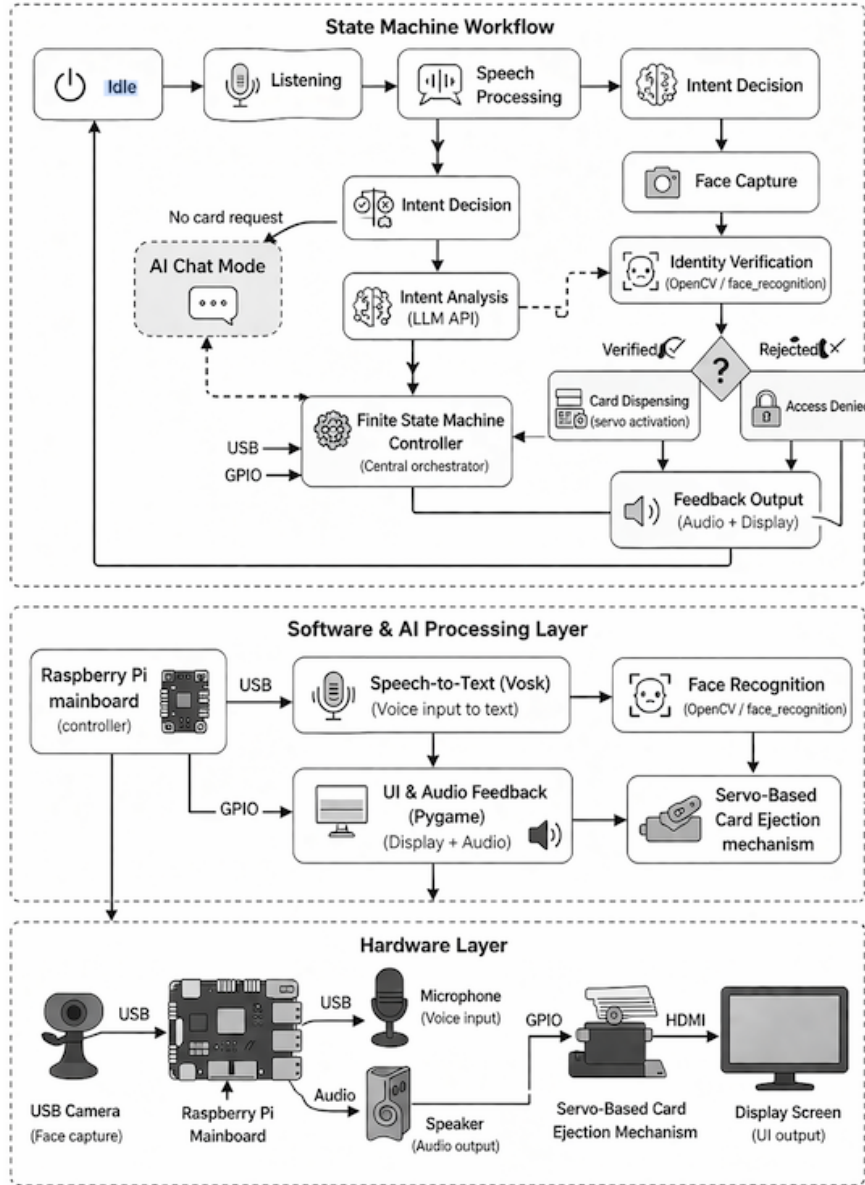 State Machine Workflow
Idle
Listening
Speech
Processing
Intent Decision
No card request
Intent Decision
Face Capture
AI Chat Mode
Intent Analysis
(LLM API)
Identity Verification
(OpenCV / face_recognition)
Verified
Rejected
?
Card Dispensing
(servo activation)
Access Denied
Finite State Machine
Controller
(Central orchestrator)
USB
GPIO
Feedback Output
(Audio + Display)
Software & AI Processing Layer
Raspberry Pi
mainboard
(controller)
USB
Speech-to-Text (Vosk)
(Voice input to text)
Face Recognition
(OpenCV / face_recognition)
GPIO
UI & Audio Feedback
(Pygame)
(Display + Audio)
Servo-Based
Card Ejection
mechanism
Hardware Layer
USB
USB
Microphone
(Voice input)
GPIO
HDMI
Audio
USB Camera
(Face capture)
Raspberry Pi
Mainboard
Speaker
(Audio output)
Servo-Based Card
Ejection Mechanism
Display Screen
(UI output)